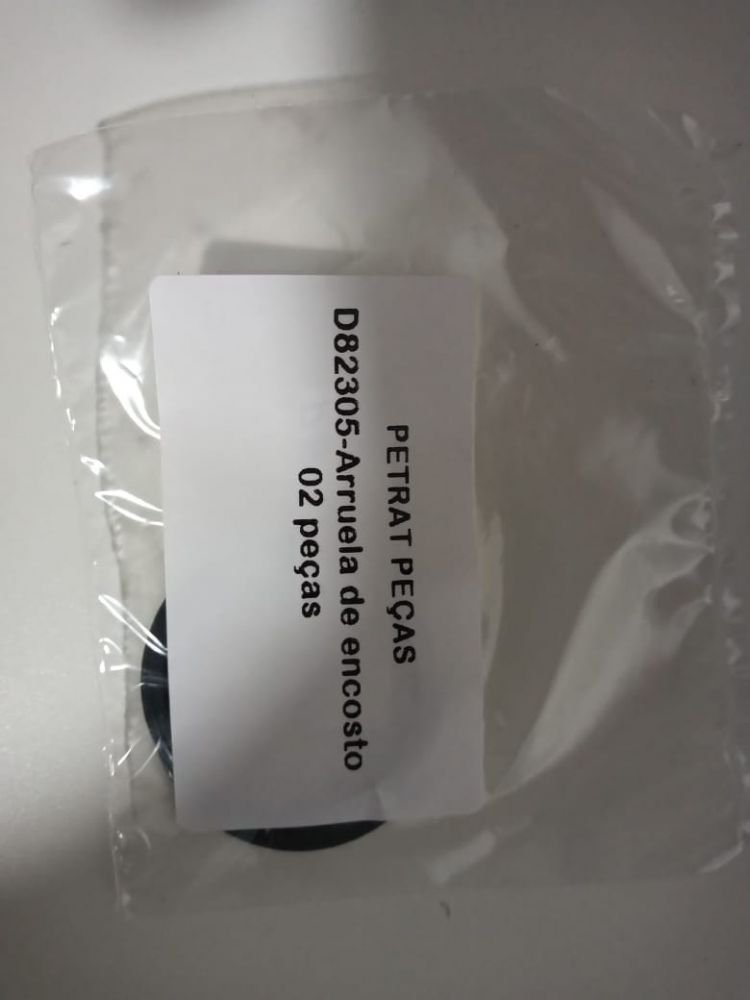 PETRAT PEÇAS
D82305-Arruela de encosto
02 peças